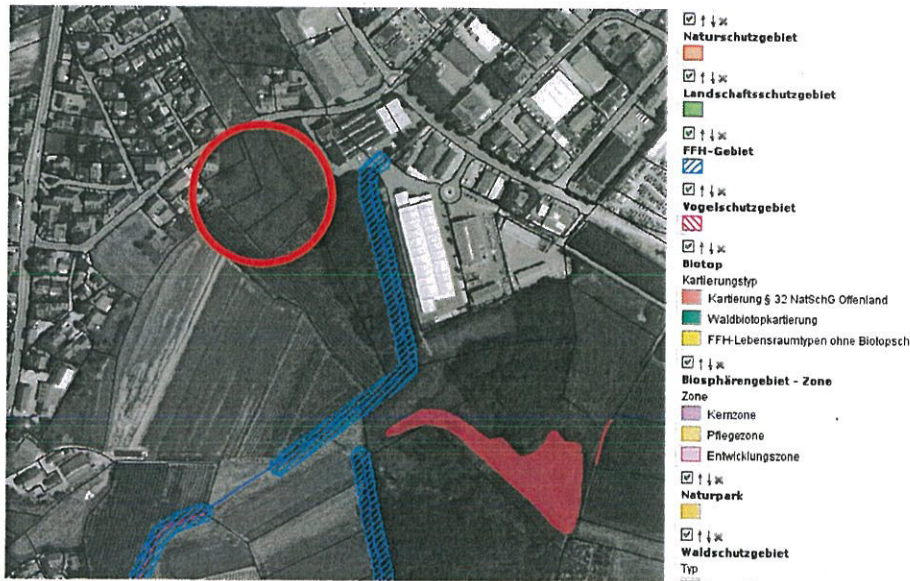 Naturschutzgebiet
Landschaftsschutzgebiet
FFH-Gebiet
Vogelschutzgebiet
Biotop
Kartierungstyp
Kartierung § 32 NatSchG Offenland
Waldbiotopkartierung
FFH-Lebensraumtypen ohne Biotopsch
Biosphärengebiet - Zone
Zone
Kernzone
Pflegezone
Entwicklungszone
Naturpark
Waldschutzgebiet
Typ